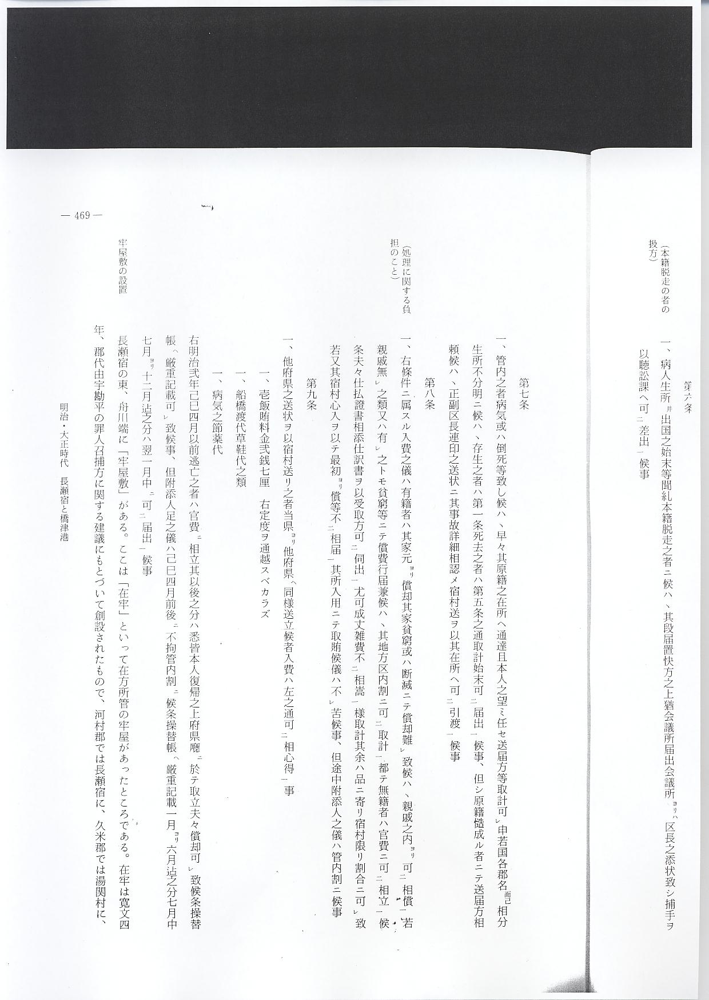 第六条
(本籍脱走の者の
扱方)
一、病人生所幷出国之始末等聞糺本籍脱走之者ニ候ハヽ其段届置快方之上猶会議所届出会議所ヨリハ区長之添状致シ捕手ヲ
以聴訟課ヘ可ニ差出一候事
第七条
一、管内之者病気或ハ倒死等致し候ハヽ早々其原籍之在所ヘ通達且本人之望ミ任セ送届方等取計可レ申若国各郡名而己相分
生所不分明ニ候ハヽ存生之者ハ第一条死去之者ハ第五条之通取計始末可ニ届出一候事、但シ原籍慥成ル者ニテ送届方相
頼候ハヽ正副区長連印之送状ニ其事故詳細相認メ宿村送ヲ以其在所ヘ可ニ引渡一候事
第八条
(処理に関する負
担のこと)
一、右條件ニ属スル入費之儀ハ有籍者ハ其家元ヨリ償却其家貧窮或ハ断滅ニテ償却難レ致候ハヽ親戚之内ヨリ可ニ相償一若
親戚無レ之類又ハ有レ之トモ貧窮等ニテ償費行届兼候ハヽ其地方区内割ニ可ニ取計一都テ無籍者ハ官費ニ可ニ相立一候
条夫々仕払證書相添仕訳書ヲ以受取方可ニ伺出一尤可成丈雑費不ニ相嵩一様取計其余ハ品ニ寄リ宿村限リ割合ニ可レ致
若又其宿村心入ヲ以テ最初ヨリ償等不ニ相届一其所入用ニテ取賄候儀ハ不レ苦候事、但途中附添人之儀ハ管内割ニ候事
第九条
一、他府県之送状ヲ以宿村送リ之者当県ヨリ他府県ヘ同様送立候者入費ハ左之通可ニ相心得一事
一、壱飯賄料金弐銭七厘　右定度ヲ通越スベカラズ
一、船橋渡代草鞋代之類
一、病気之節薬代
右明治弐年己巳四月以前逃亡之者ハ官費ニ相立其以後之分ハ悉皆本人復帰之上府県廰ニ於テ取立夫々償却可レ致候条操替
帳ヘ厳重記載可レ致候事、但附添人足之儀ハ己巳四月前後ニ不拘管内割ニ候条操替帳ヘ厳重記載一月ヨリ六月迠之分七月中
七月ヨリ十二月迠之分ハ翌一月中ニ可ニ届出一候事
牢屋敷の設置
長瀬宿の東、舟川端に「牢屋敷」がある。ここは「在牢」といって在方所管の牢屋があったところである。在牢は寛文四
年、郡代由宇勘平の罪人召捕方に関する建議にもとづいて創設されたもので、河村郡では長瀬宿に、久米郡では湯関村に、
明治・大正時代　長瀬宿と橋津港
― 469 ―